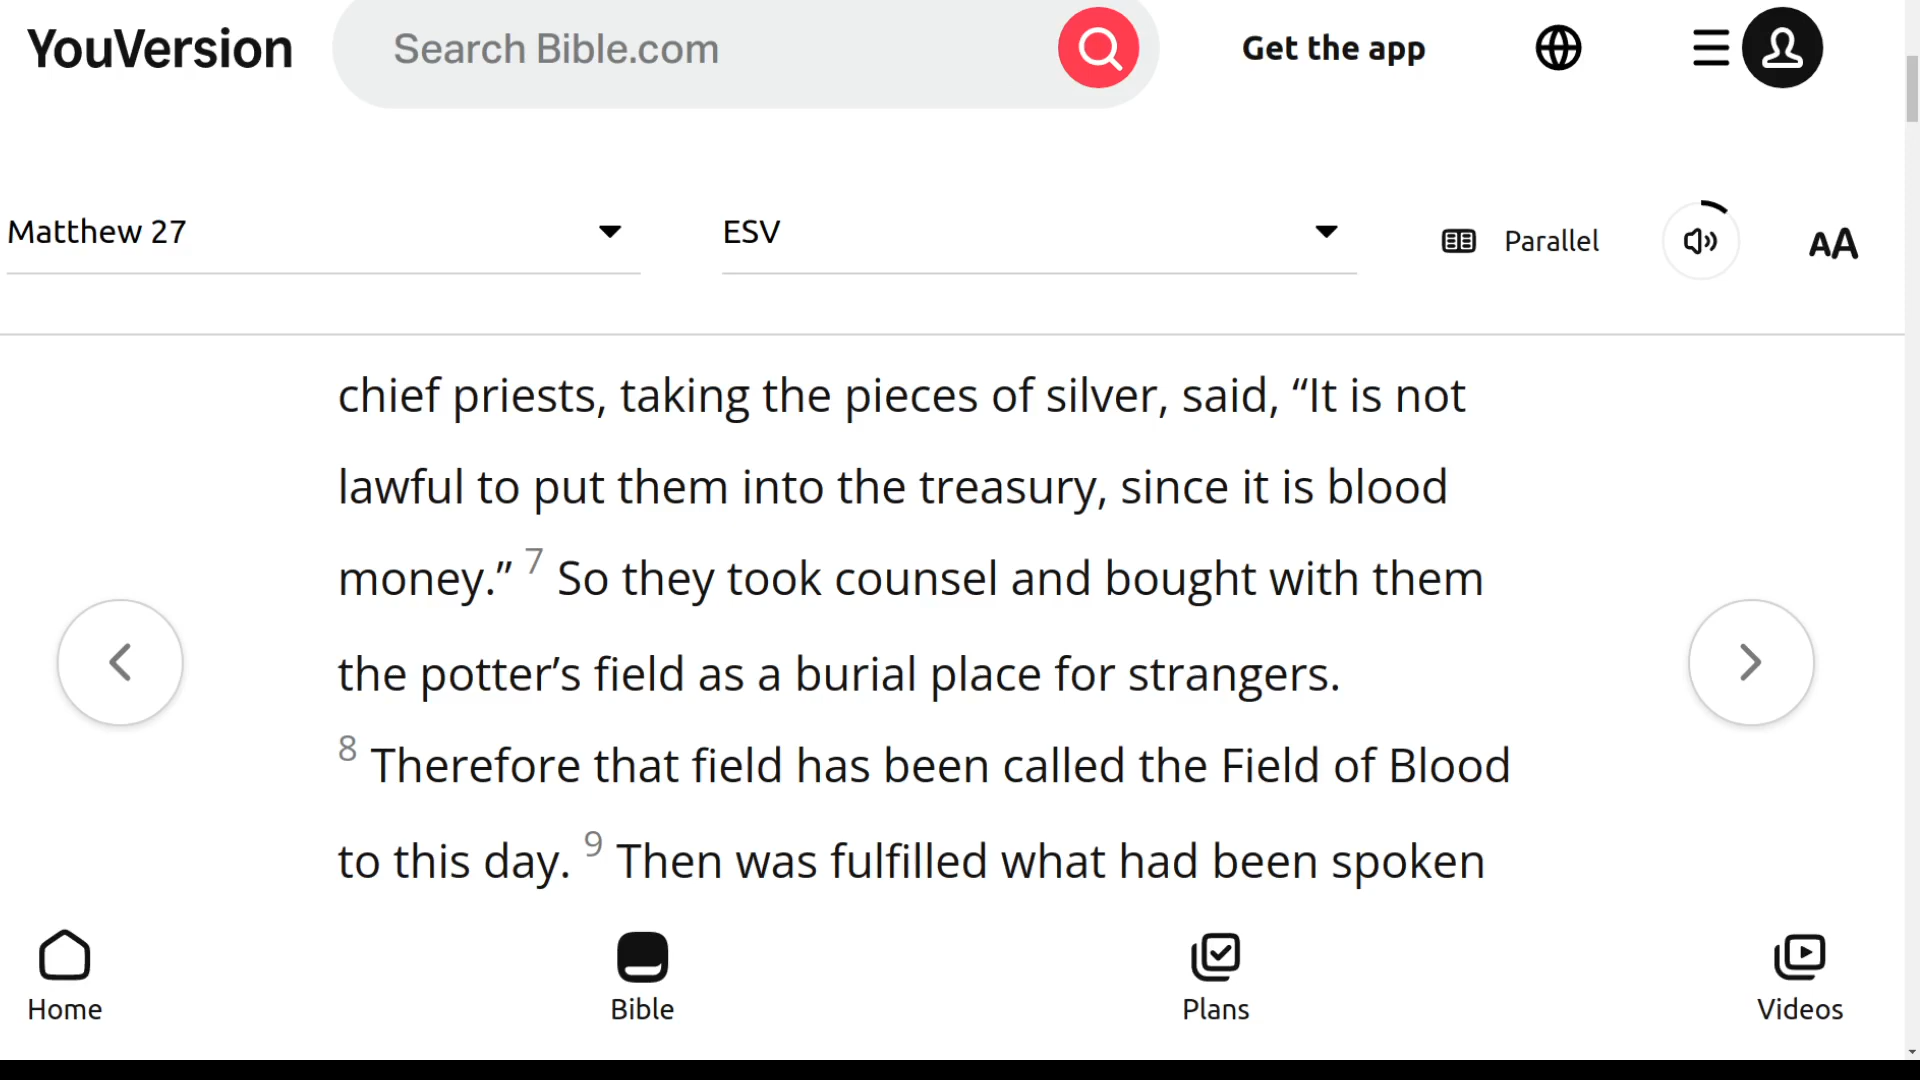 YouVersion
Search Bible.com
Get the app
Matthew 27
ESV
Parallel
AA
chief priests, taking the pieces of silver, said, “It is not
lawful to put them into the treasury, since it is blood
money.” 7 So they took counsel and bought with them
the potter’s field as a burial place for strangers.
8 Therefore that field has been called the Field of Blood
to this day. 9 Then was fulfilled what had been spoken
Home
Bible
Plans
Videos